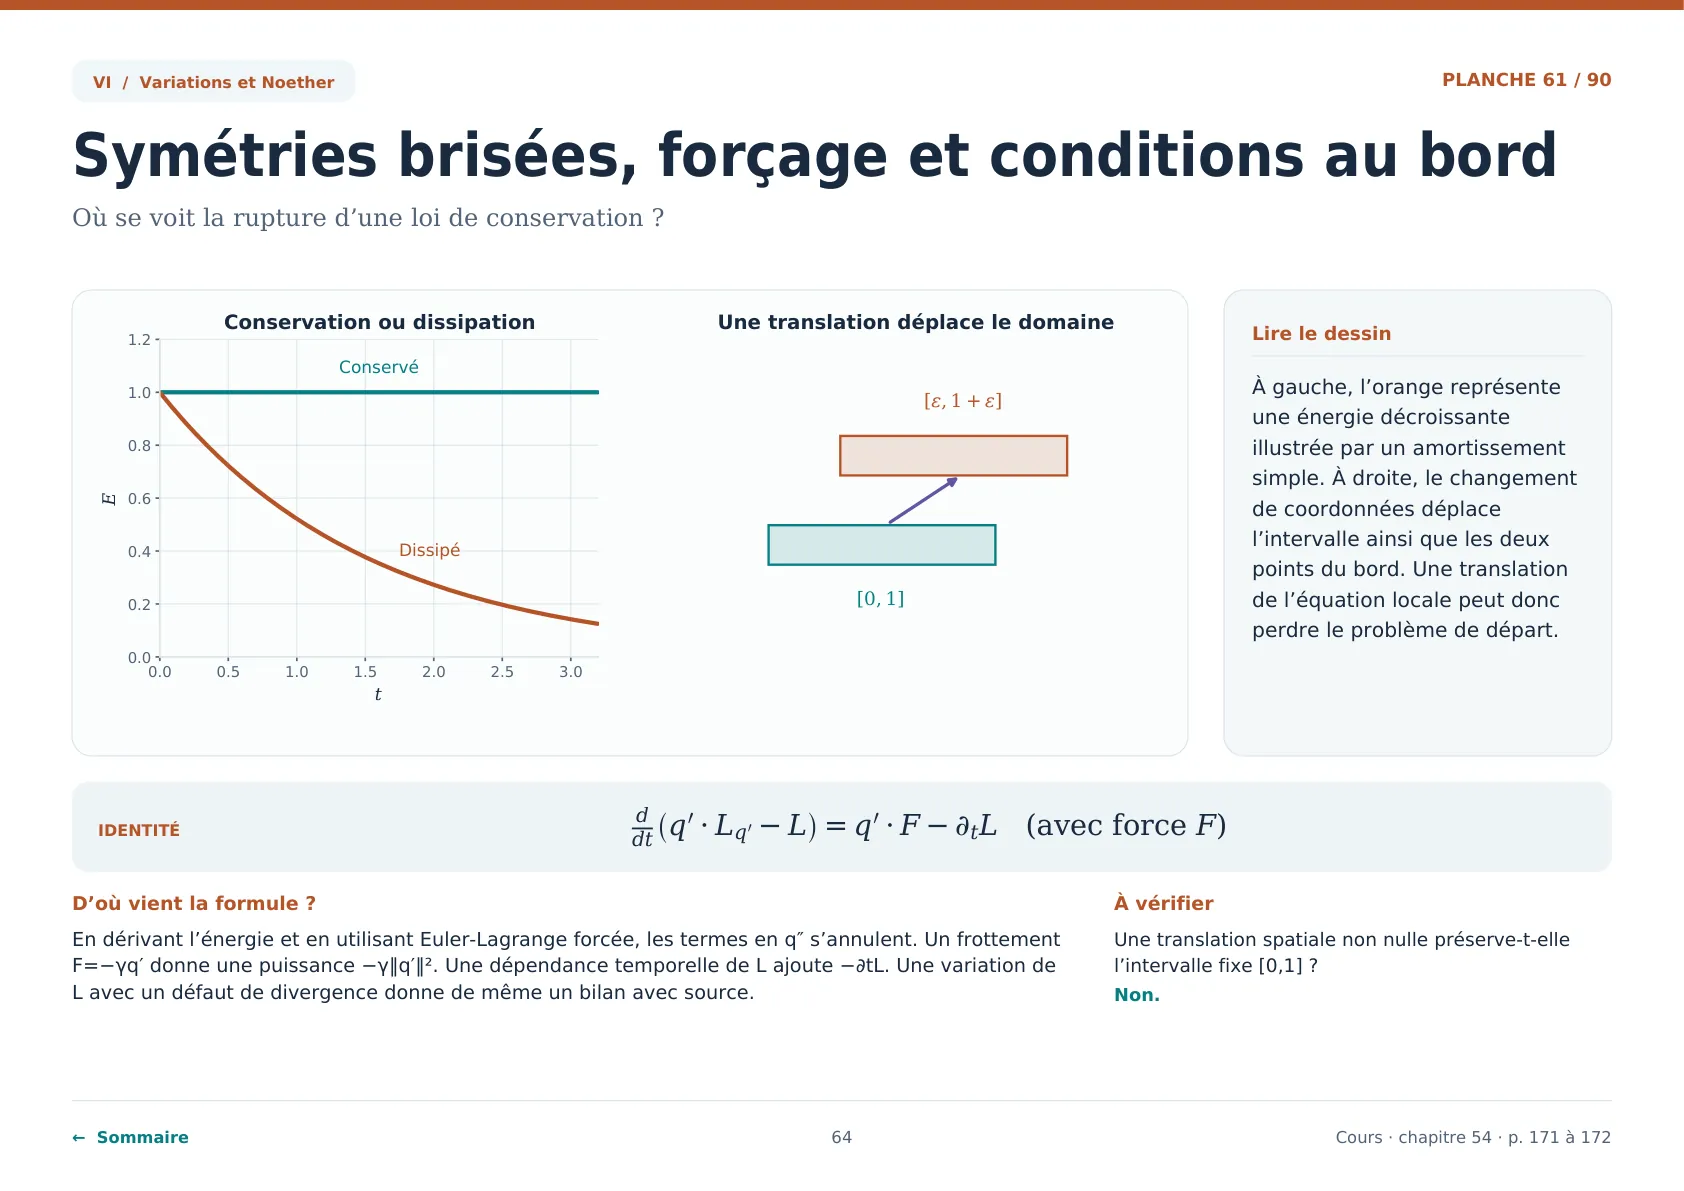 VI / Variations et Noether
PLANCHE 61 / 90
Symétries brisées, forçage et conditions au bord
Où se voit la rupture d’une loi de conservation ?
Conservation ou dissipation
1.2
1.0
0.8
0.6
0.4
0.2
0.0
E
Conservé
Dissipé
0.0 0.5 1.0 1.5 2.0 2.5 3.0
t
Une translation déplace le domaine
[ε, 1 + ε]
[0, 1]
Lire le dessin
À gauche, l’orange représente
une énergie décroissante
illustrée par un amortissement
simple. À droite, le changement
de coordonnées déplace
l’intervalle ainsi que les deux
points du bord. Une translation
de l’équation locale peut donc
perdre le problème de départ.
IDENTITÉ
d/dt (q′ · L_q′ − L) = q′ · F − ∂ₜL (avec force F)
D’où vient la formule ?
En dérivant l’énergie et en utilisant Euler-Lagrange forcée, les termes en q″ s’annulent. Un frottement
F=−γq′ donne une puissance −γ‖q′‖². Une dépendance temporelle de L ajoute −∂tL. Une variation de
L avec un défaut de divergence donne de même un bilan avec source.
À vérifier
Une translation spatiale non nulle préserve-t-elle
l’intervalle fixe [0,1] ?
Non.
← Sommaire
64
Cours · chapitre 54 · p. 171 à 172